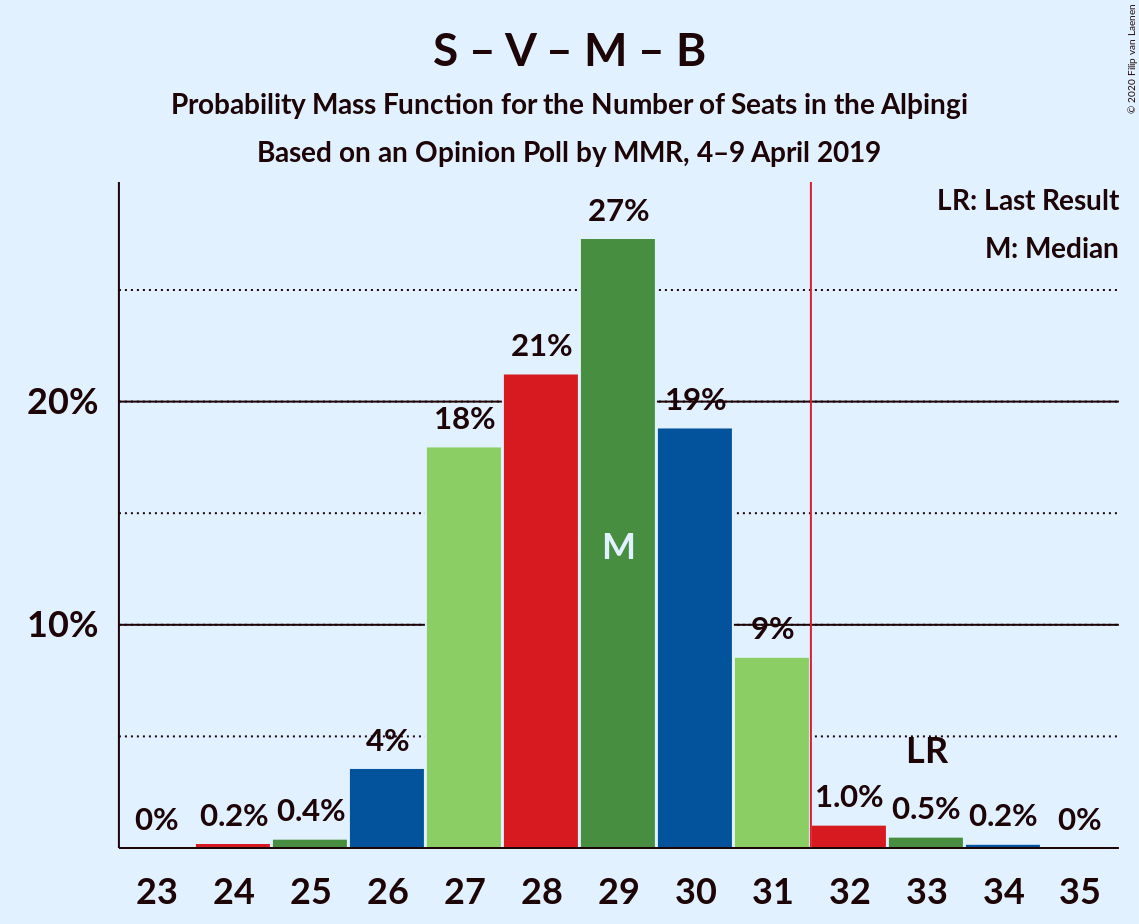 S – V – M – B
Probability Mass Function for the Number of Seats in the Alþingi
Based on an Opinion Poll by MMR, 4–9 April 2019
© 2020 Filip van Laenen
LR: Last Result
M: Median
27%
21%
20%
19%
18%
M
10%
9%
4%
LR
1.0%
0.5%
0.4%
0.2%
0.2%
0%
0%
23 24 25 26 27 28 29 30 31 32 33 34 35